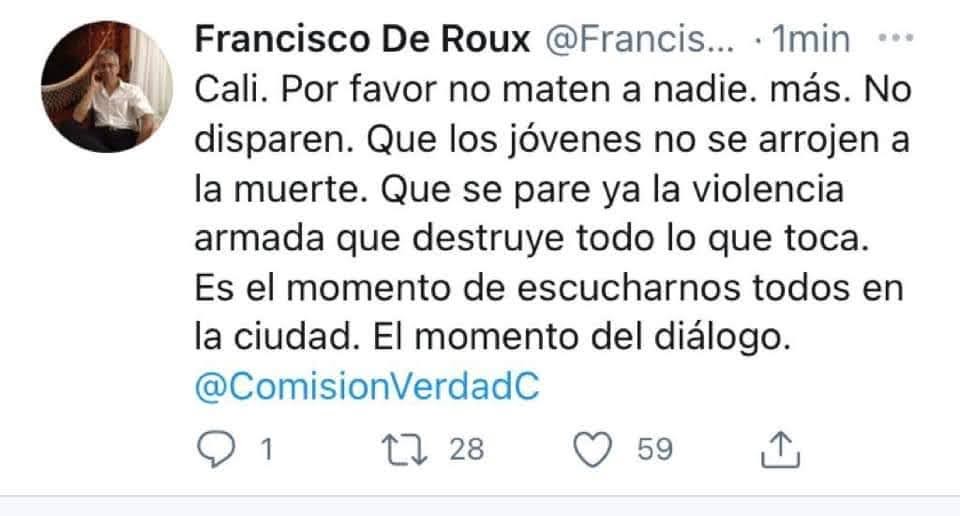 Francisco De Roux @Francis... · 1min ...
Cali. Por favor no maten a nadie. más. No
disparen. Que los jóvenes no se arrojen a
la muerte. Que se pare ya la violencia
armada que destruye todo lo que toca.
Es el momento de escucharnos todos en
la ciudad. El momento del diálogo.
@ComisionVerdadC
1 28 59